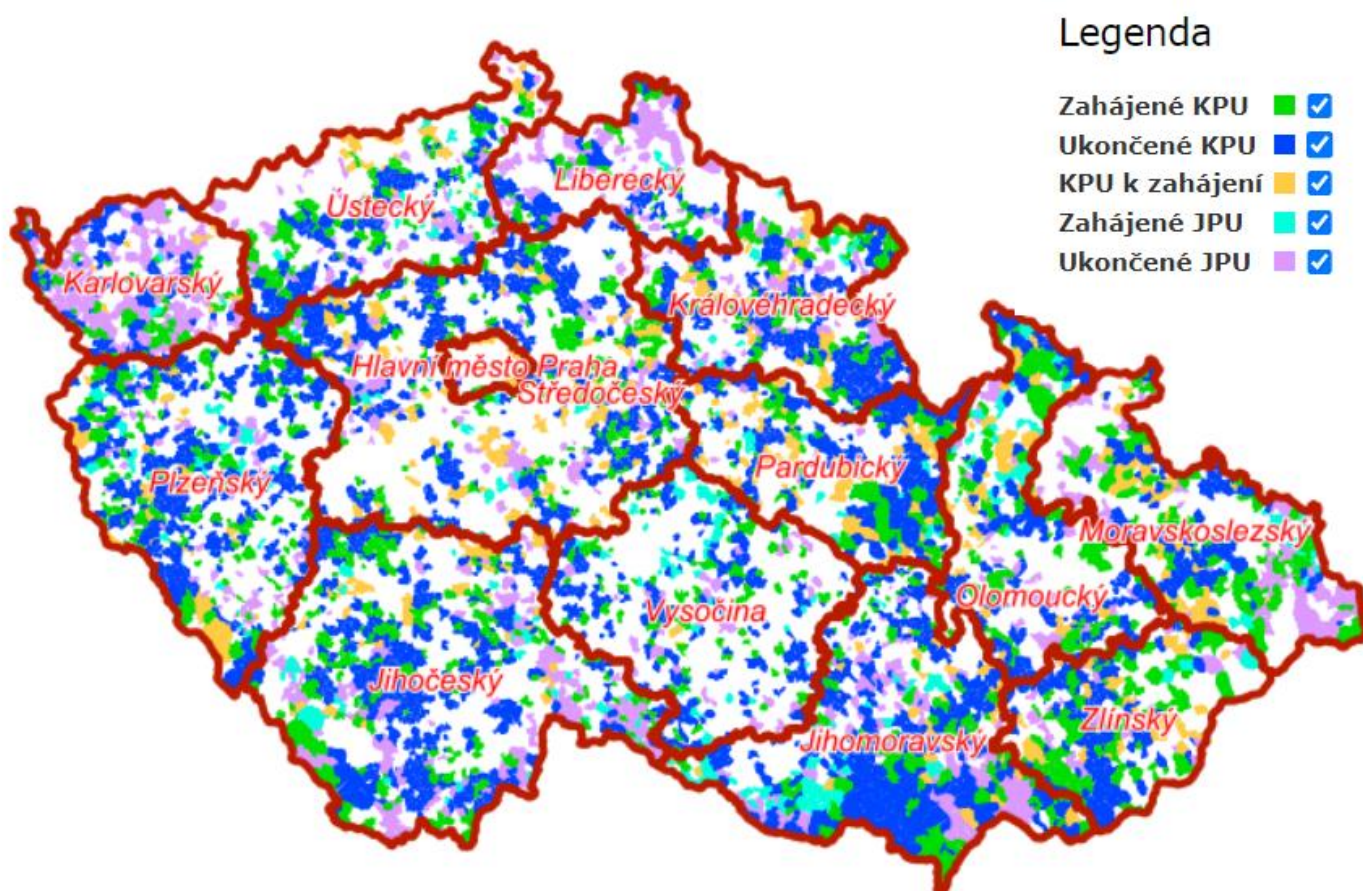 Legenda
Zahájené KPU
Ukončené KPU
KPU k zahájení
Zahájené JPU
Ukončené JPU
Liberecký
Ústecký
Karlovarský
Královéhradecký
Hlavní město Praha
Středočeský
Pardubický
Plzeňský
Moravskoslezský
Olomoucký
Vysočina
Jihočeský
Zlínský
Jihomoravský